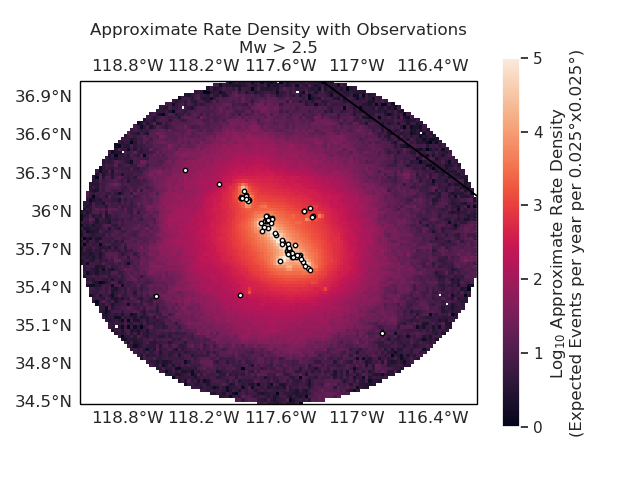 Approximate Rate Density with Observations
Mw > 2.5
118.8°W 118.2°W 117.6°W 117°W 116.4°W
36.9°N
36.6°N
36.3°N
36°N
35.7°N
35.4°N
35.1°N
34.8°N
34.5°N
118.8°W 118.2°W 117.6°W 117°W 116.4°W
5
4
3
2
1
0
Log₁₀ Approximate Rate Density
(Expected Events per year per 0.025°x0.025°)